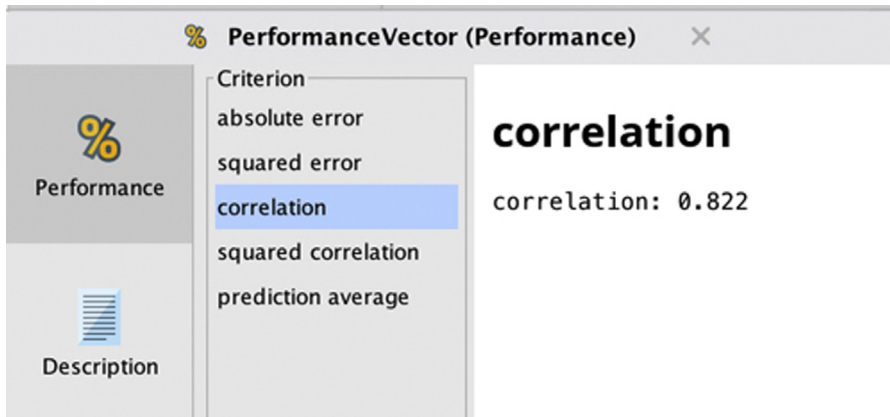 PerformanceVector (Performance)
Performance
Description
Criterion
absolute error
squared error
correlation
squared correlation
prediction average
correlation
correlation: 0.822